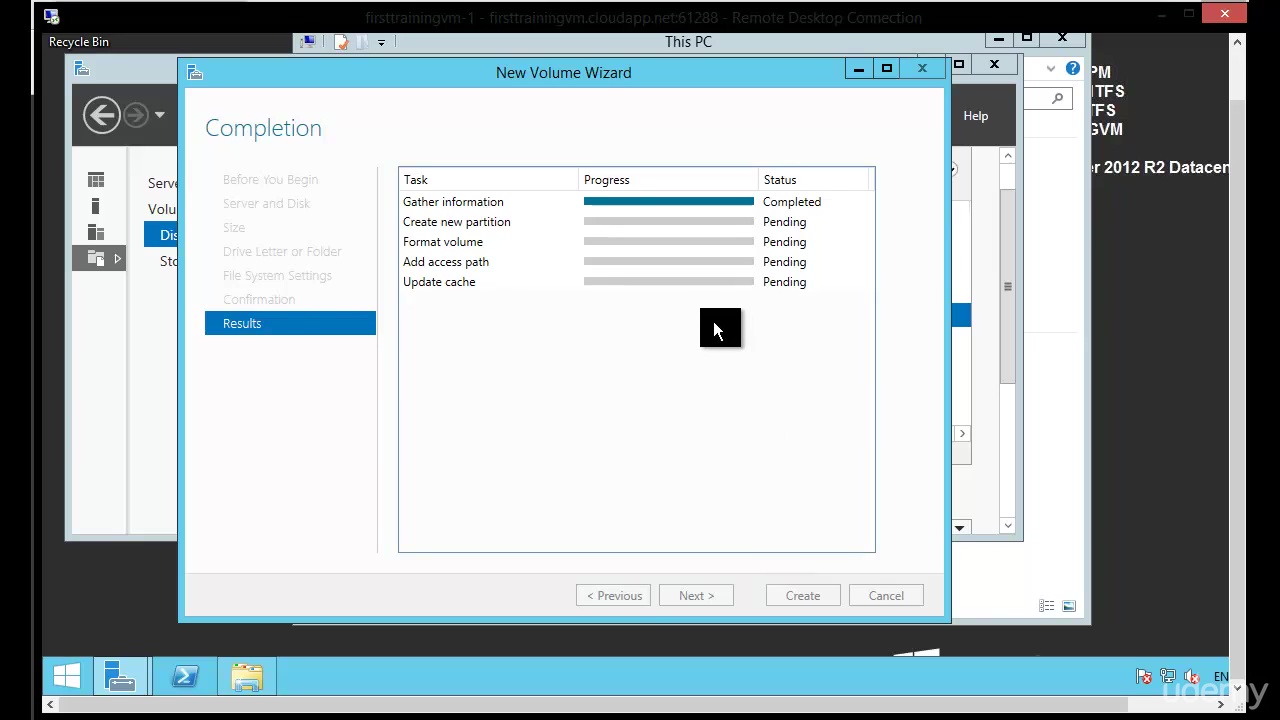 firsttrainingvm-1 - firsttrainingvm.cloudapp.net:61288 - Remote Desktop Connection
Recycle Bin
This PC
New Volume Wizard
PM
NTFS
TFS
GVM
r 2012 R2 Datacen
Help
Completion
Serve
Volu
Dis
Sto
Before You Begin
Server and Disk
Size
Drive Letter or Folder
File System Settings
Confirmation
Results
Task Progress Status
Gather information Completed
Create new partition Pending
Format volume Pending
Add access path Pending
Update cache Pending
< Previous Next > Create Cancel
EN
udemy